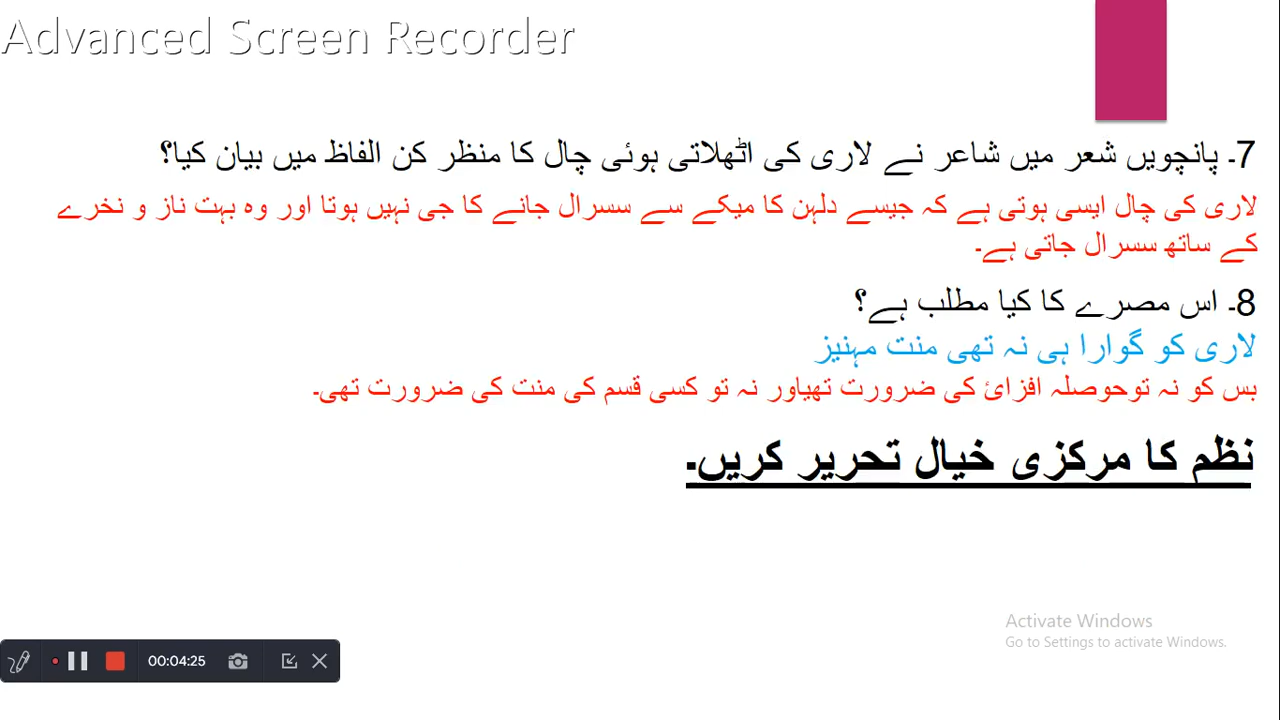 Advanced Screen Recorder
7۔ پانچویں شعر میں شاعر نے لاری کی اٹھلاتی ہوئی چال کا منظر کن الفاظ میں بیان کیا؟
لاری کی چال ایسی ہوتی ہے کہ جیسے دلہن کا میکے سے سسرال جانے کا جی نہیں ہوتا اور وہ بہت ناز و نخرے
کے ساتھ سسرال جاتی ہے۔
8۔ اس مصرے کا کیا مطلب ہے؟
لاری کو گوارا ہی نہ تھی منت مہنیز
بس کو نہ توحوصلہ افزائ کی ضرورت تھیاور نہ تو کسی قسم کی منت کی ضرورت تھی۔
نظم کا مرکزی خیال تحریر کریں۔
Activate Windows
Go to Settings to activate Windows.
00:04:25